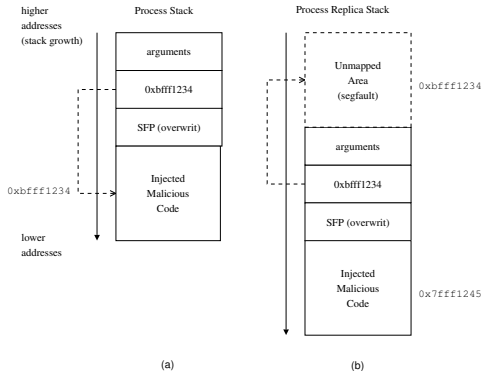 higher
addresses
(stack growth)
Process Stack
arguments
0xbfff1234
SFP (overwrit)
Injected
Malicious
Code
0xbfff1234
lower
addresses
(a)
Process Replica Stack
Unmapped
Area
(segfault)
0xbfff1234
arguments
0xbfff1234
SFP (overwrit)
Injected
Malicious
Code
0x7fff1245
(b)